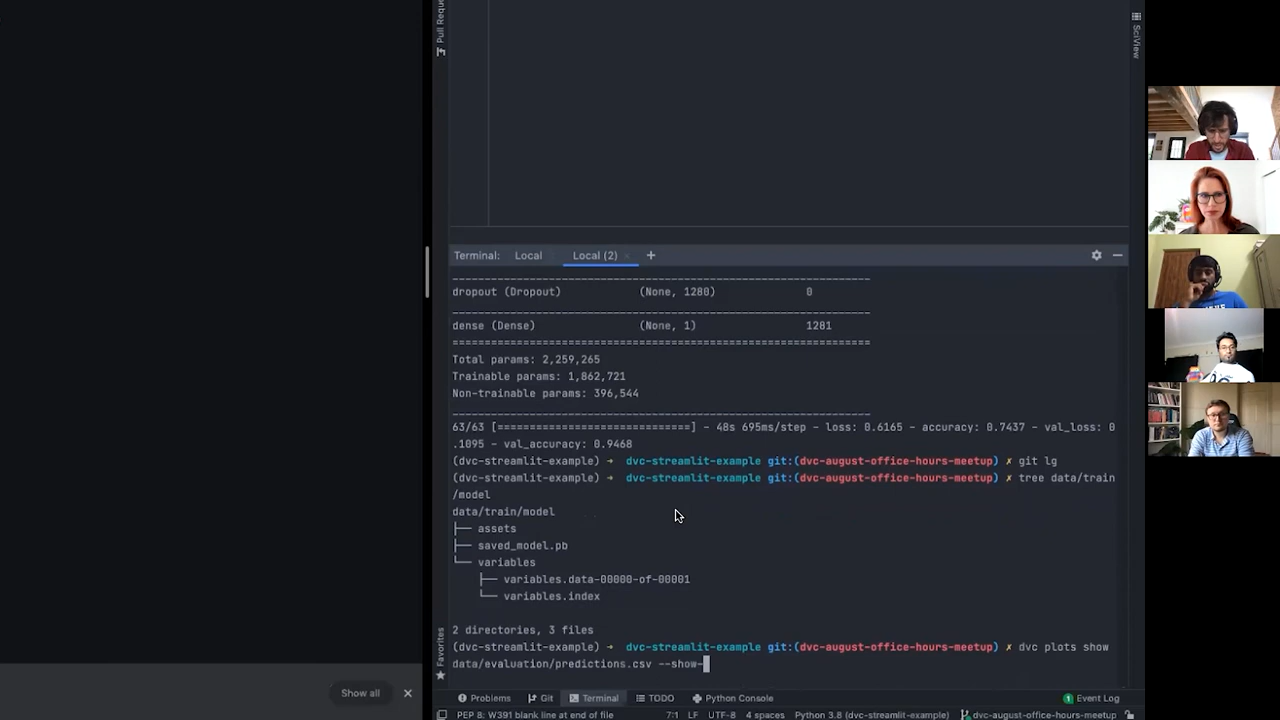 Pull Reque
SciView
Terminal: Local Local (2) × +
dropout (Dropout) (None, 1280) 0
dense (Dense) (None, 1) 1281
=================================================================
Total params: 2,259,265
Trainable params: 1,862,721
Non-trainable params: 396,544
63/63 [==============================] - 48s 695ms/step - loss: 0.6165 - accuracy: 0.7437 - val_loss: 0
.1095 - val_accuracy: 0.9468
(dvc-streamlit-example) → dvc-streamlit-example git:(dvc-august-office-hours-meetup) ✗ git lg
(dvc-streamlit-example) → dvc-streamlit-example git:(dvc-august-office-hours-meetup) ✗ tree data/train
/model
data/train/model
├── assets
├── saved_model.pb
└── variables
├── variables.data-00000-of-00001
└── variables.index
2 directories, 3 files
(dvc-streamlit-example) → dvc-streamlit-example git:(dvc-august-office-hours-meetup) ✗ dvc plots show
data/evaluation/predictions.csv --show-
Favorites
Show all ×
Problems Git Terminal TODO Python Console 1 Event Log
PEP 8: W391 blank line at end of file 7:1 LF UTF-8 4 spaces Python 3.8 (dvc-streamlit-example) dvc-august-office-hours-meetup